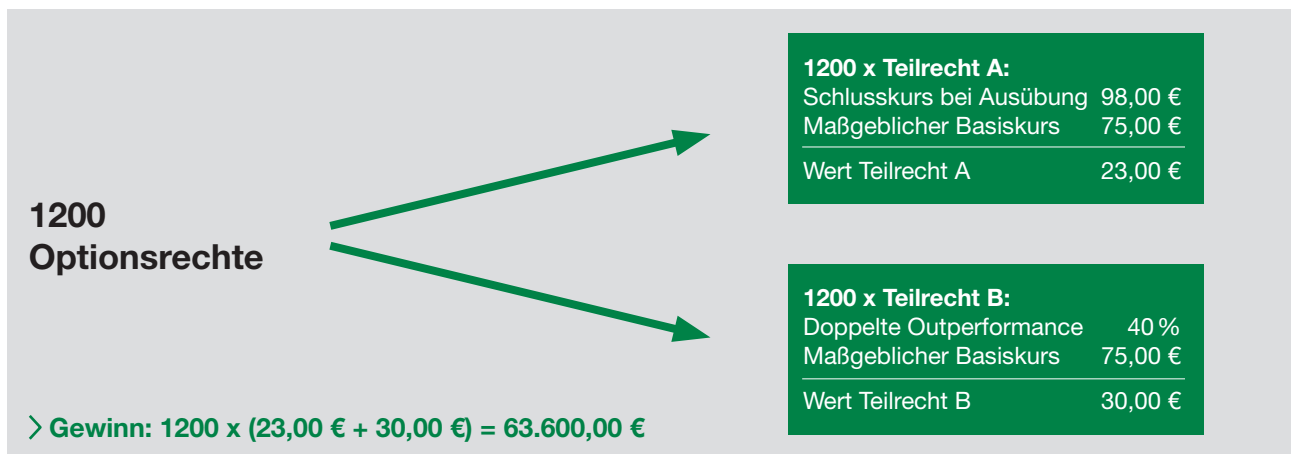 1200
Optionsrechte
1200 x Teilrecht A:
Schlusskurs bei Ausübung 98,00 €
Maßgeblicher Basiskurs 75,00 €
Wert Teilrecht A 23,00 €
1200 x Teilrecht B:
Doppelte Outperformance 40 %
Maßgeblicher Basiskurs 75,00 €
Wert Teilrecht B 30,00 €
> Gewinn: 1200 x (23,00 € + 30,00 €) = 63.600,00 €